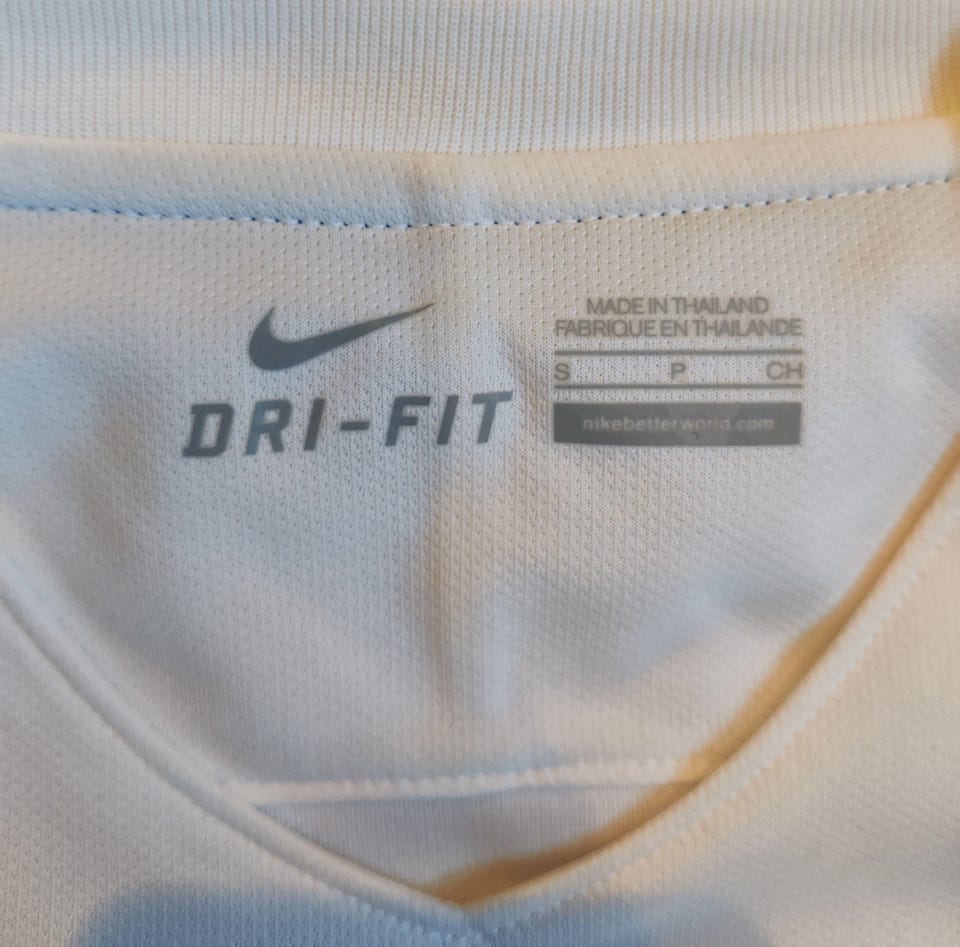 DRI-FIT
MADE IN THAILAND
FABRIQUE EN THAILANDE
S P CH
nikebetterworld.com